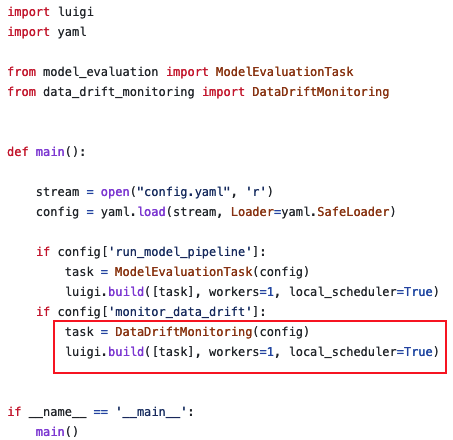 import luigi
import yaml
from model_evaluation import ModelEvaluationTask
from data_drift_monitoring import DataDriftMonitoring
def main():
    stream = open("config.yaml", 'r')
    config = yaml.load(stream, Loader=yaml.SafeLoader)
    if config['run_model_pipeline']:
        task = ModelEvaluationTask(config)
        luigi.build([task], workers=1, local_scheduler=True)
    if config['monitor_data_drift']:
        task = DataDriftMonitoring(config)
        luigi.build([task], workers=1, local_scheduler=True)
if __name__ == '__main__':
    main()